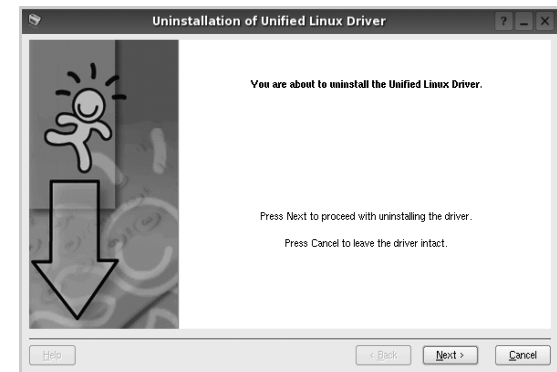 Uninstallation of Unified Linux Driver
You are about to uninstall the Unified Linux Driver.
Press Next to proceed with uninstalling the driver.
Press Cancel to leave the driver intact.
Help
< Back
Next >
Cancel